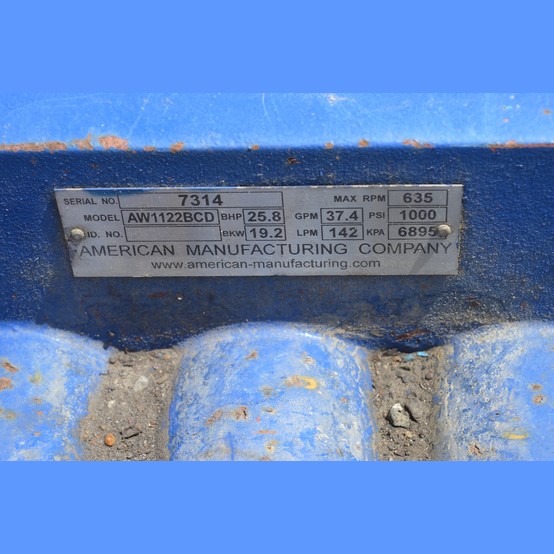 SERIAL NO. 7314 MAX RPM 635
MODEL AW1122BCD BHP 25.8 GPM 37.4 PSI 1000
ID. NO. BKW 19.2 LPM 142 KPA 6895
AMERICAN MANUFACTURING COMPANY
www.american-manufacturing.com